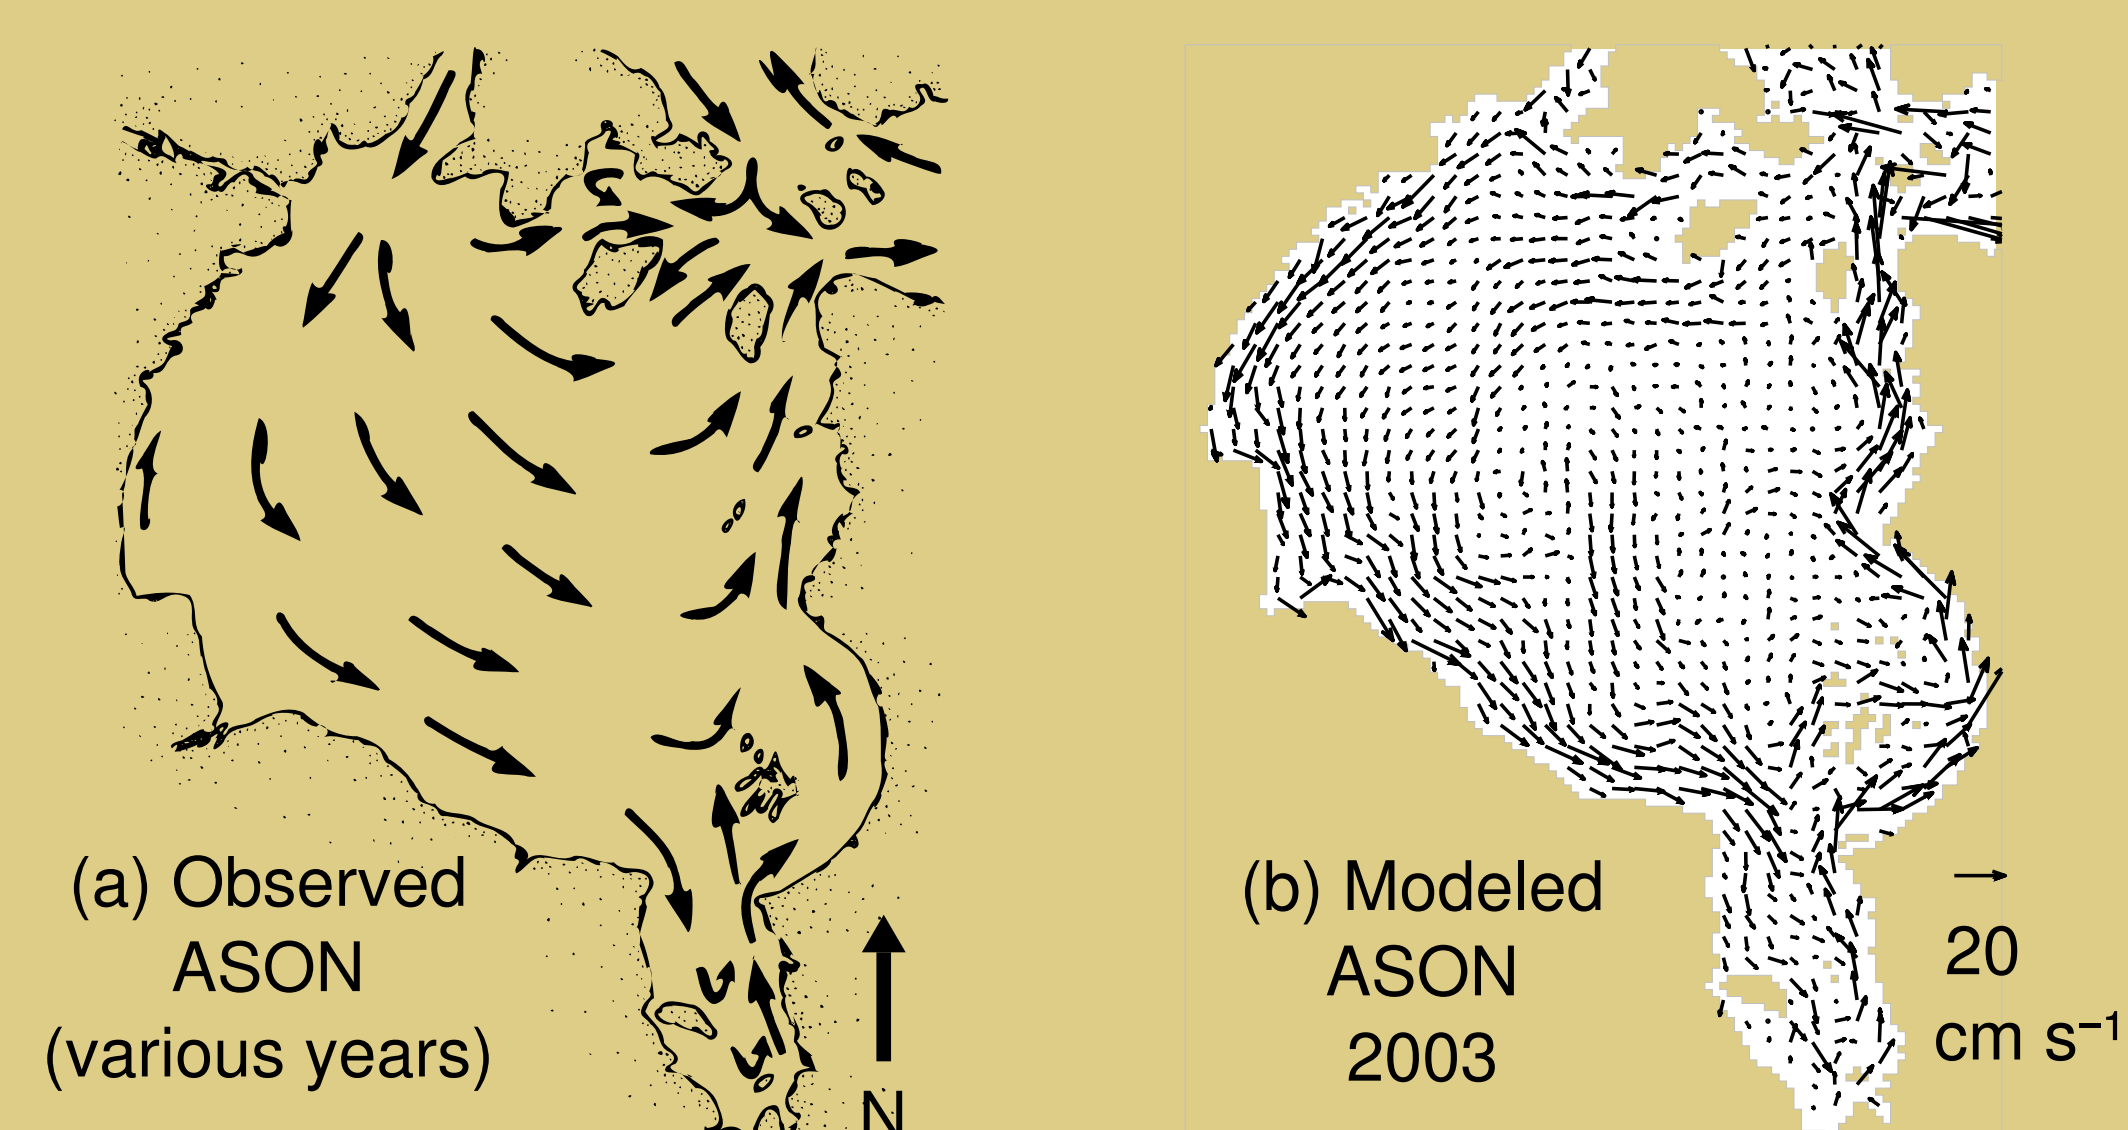 (a) Observed
ASON
(various years)
N
(b) Modeled
ASON
2003
20
cm s⁻¹